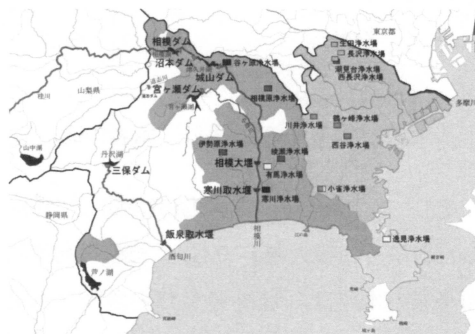 東京都
相模ダム
生田浄水場
長沢浄水場
沼本ダム
谷ヶ原浄水場
潮見台浄水場
西長沢浄水場
城山ダム
山梨県
桂川
宮ヶ瀬ダム
相模原浄水場
多摩川
川井浄水場
山中湖
丹沢湖
伊勢原浄水場
綾瀬浄水場
西谷浄水場
相模大堰
三保ダム
有馬浄水場
寒川取水堰
寒川浄水場
小雀浄水場
静岡県
飯泉取水堰
相模川
逸見浄水場
酒匂川
芦ノ湖